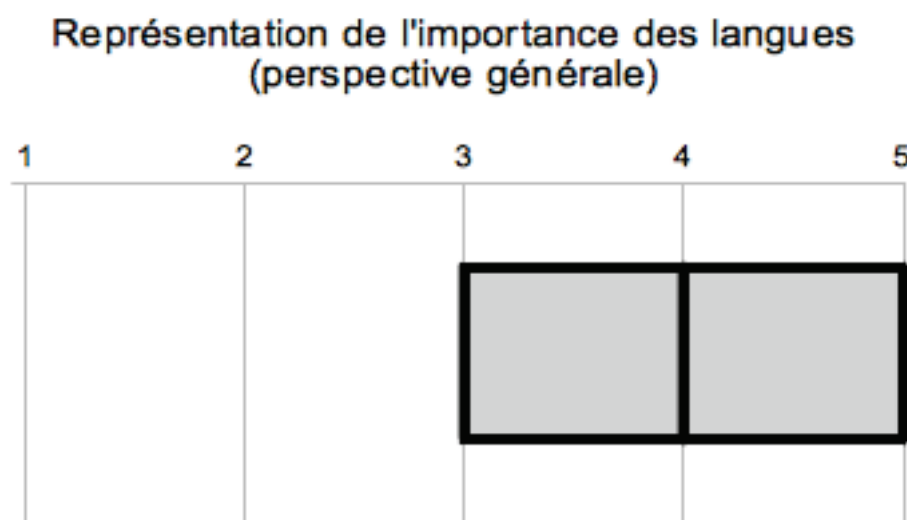 Représentation de l'importance des langues
(perspective générale)
1 2 3 4 5